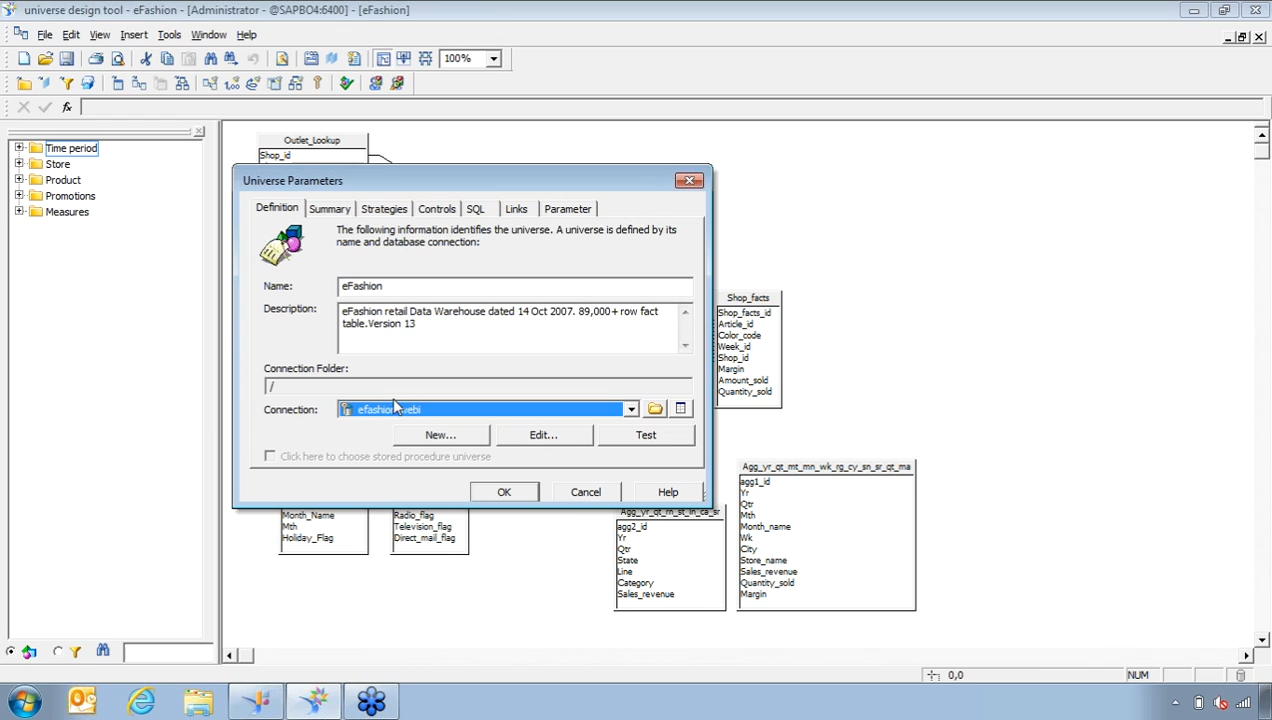 universe design tool - eFashion - [Administrator - @SAPBO4:6400] - [eFashion]
File Edit View Insert Tools Window Help
100%
Time period
Store
Product
Promotions
Measures
Outlet_Lookup
Shop_id
Universe Parameters
Definition Summary Strategies Controls SQL Links Parameter
The following information identifies the universe. A universe is defined by its
name and database connection:
Name: eFashion
Description: eFashion retail Data Warehouse dated 14 Oct 2007. 89,000+ row fact
table.Version 13
Connection Folder:
/
Connection:
New... Edit... Test
Click here to choose stored procedure universe
OK Cancel Help
Shop_facts
Shop_facts_id
Article_id
Color_code
Week_id
Shop_id
Margin
Amount_sold
Quantity_sold
Month_Name
Mth
Holiday_Flag
Radio_flag
Television_flag
Direct_mail_flag
agg2_id
Yr
Qtr
State
Line
Category
Sales_revenue
Agg_yr_qt_mt_mn_wk_rg_cy_sn_sr_qt_ma
agg1_id
Yr
Qtr
Mth
Month_name
Wk
City
Store_name
Sales_revenue
Quantity_sold
Margin
0,0 NUM